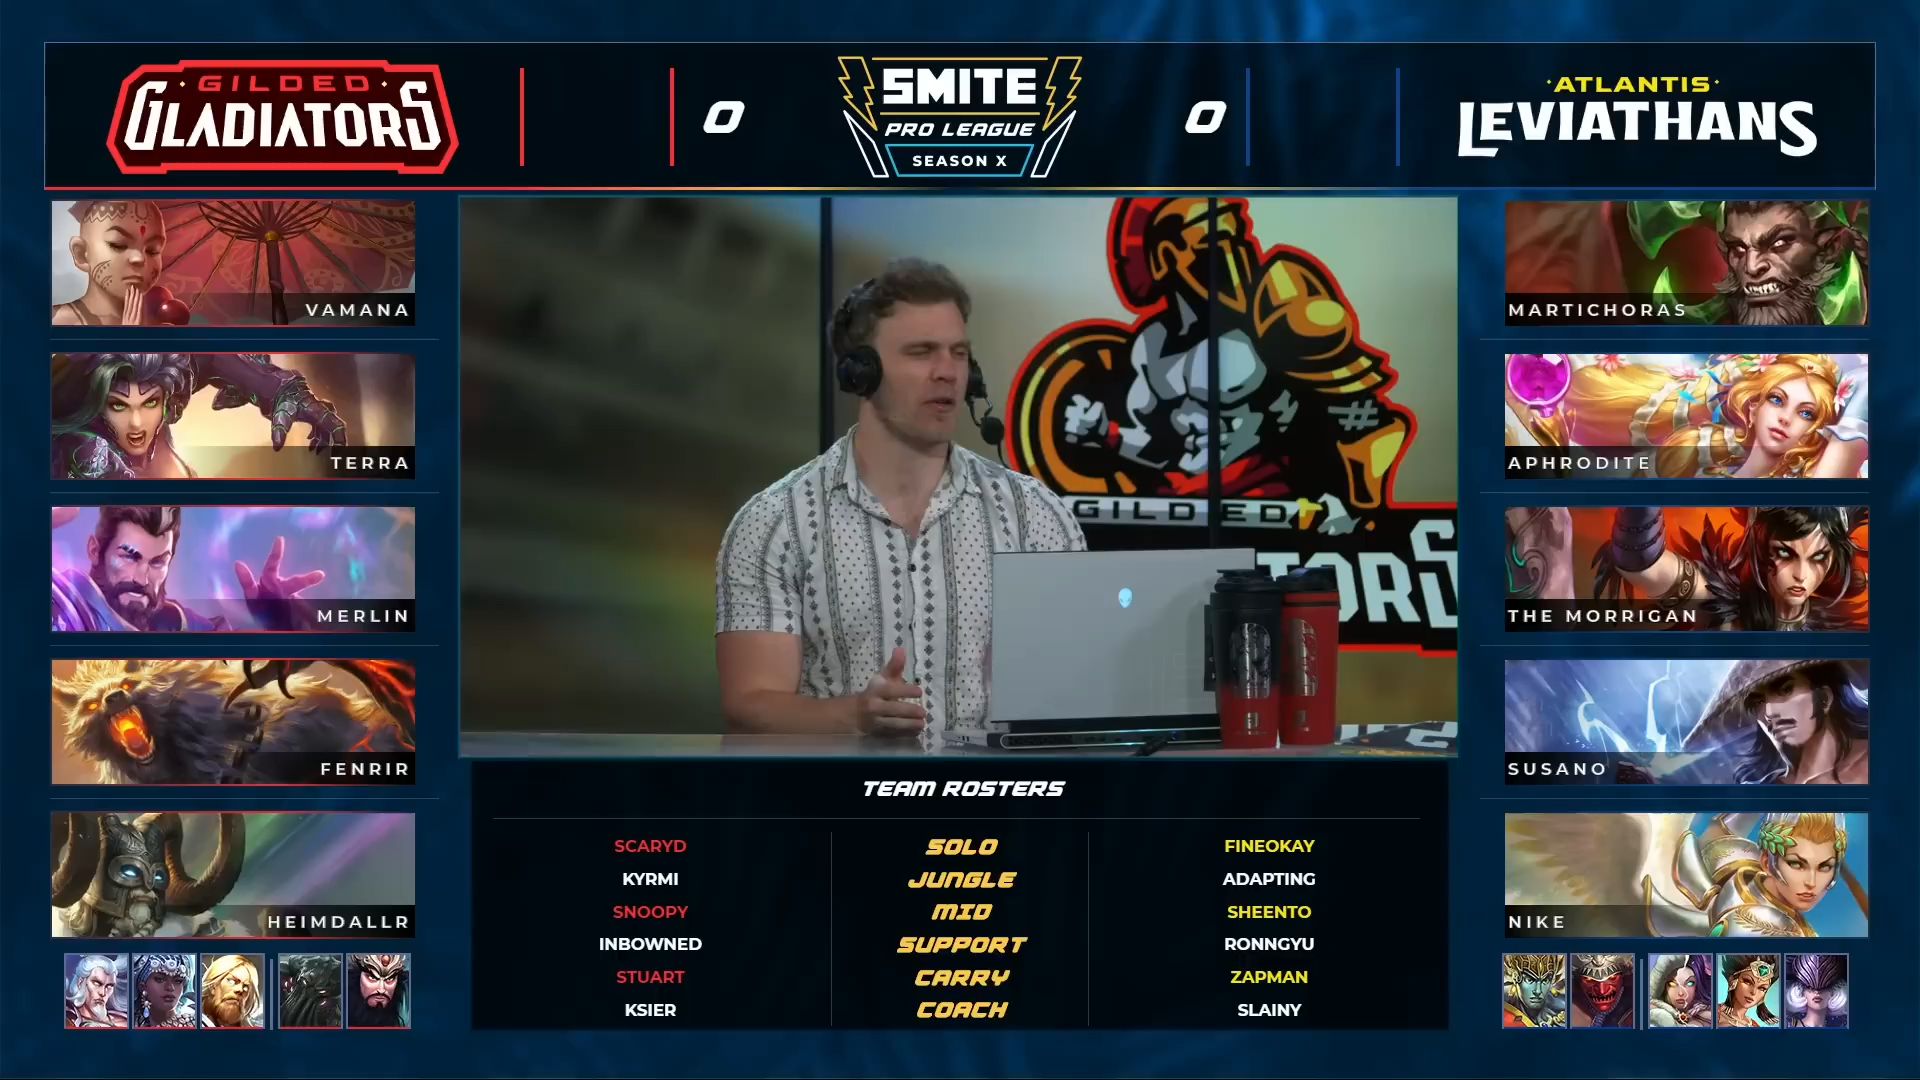 GILDED
GLADIATORS
0
SMITE
PRO LEAGUE
SEASON X
0
ATLANTIS
LEVIATHANS
VAMANA
TERRA
MERLIN
FENRIR
HEIMDALLR
GILDED
TORS
MARTICHORAS
APHRODITE
THE MORRIGAN
SUSANO
NIKE
TEAM ROSTERS
SCARYD SOLO FINEOKAY
KYRMI JUNGLE ADAPTING
SNOOPY MID SHEENTO
INBOWNED SUPPORT RONNGYU
STUART CARRY ZAPMAN
KSIER COACH SLAINY